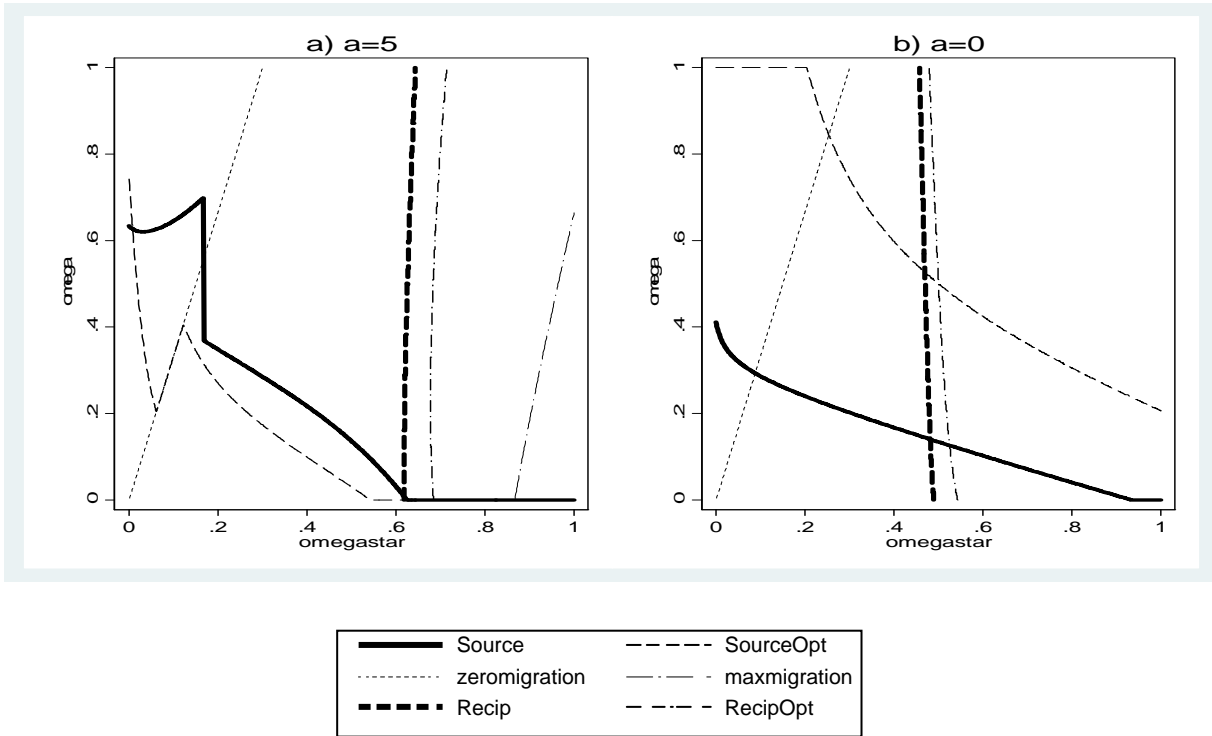 a) a=5
1
.8
.6
.4
.2
0
omega
0 .2 .4 .6 .8 1
omegastar
b) a=0
1
.8
.6
.4
.2
0
omega
0 .2 .4 .6 .8 1
omegastar
Source SourceOpt
zeromigration maxmigration
Recip RecipOpt